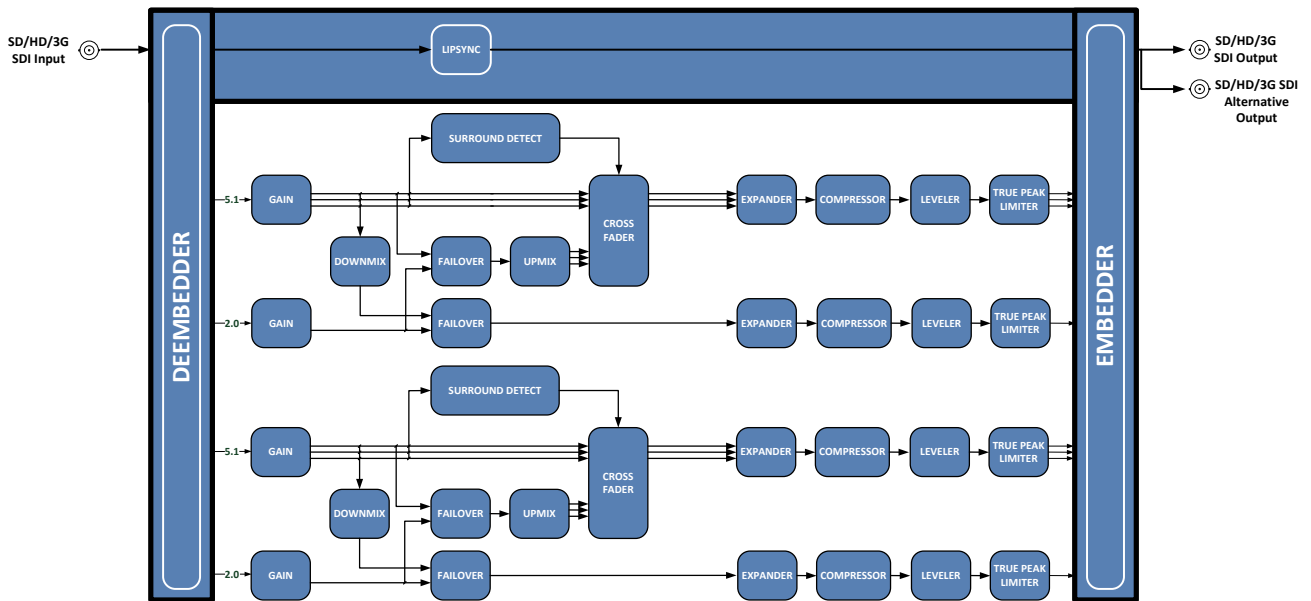 SD/HD/3G
SDI Input
LIPSYNC
SD/HD/3G
SDI Output
SD/HD/3G SDI
Alternative
Output
DEEMBEDDER
EMBEDDER
SURROUND DETECT
5.1
GAIN
CROSS
FADER
EXPANDER
COMPRESSOR
LEVELER
TRUE PEAK
LIMITER
DOWNMIX
FAILOVER
UPMIX
2.0
GAIN
FAILOVER
EXPANDER
COMPRESSOR
LEVELER
TRUE PEAK
LIMITER
SURROUND DETECT
5.1
GAIN
CROSS
FADER
EXPANDER
COMPRESSOR
LEVELER
TRUE PEAK
LIMITER
DOWNMIX
FAILOVER
UPMIX
2.0
GAIN
FAILOVER
EXPANDER
COMPRESSOR
LEVELER
TRUE PEAK
LIMITER